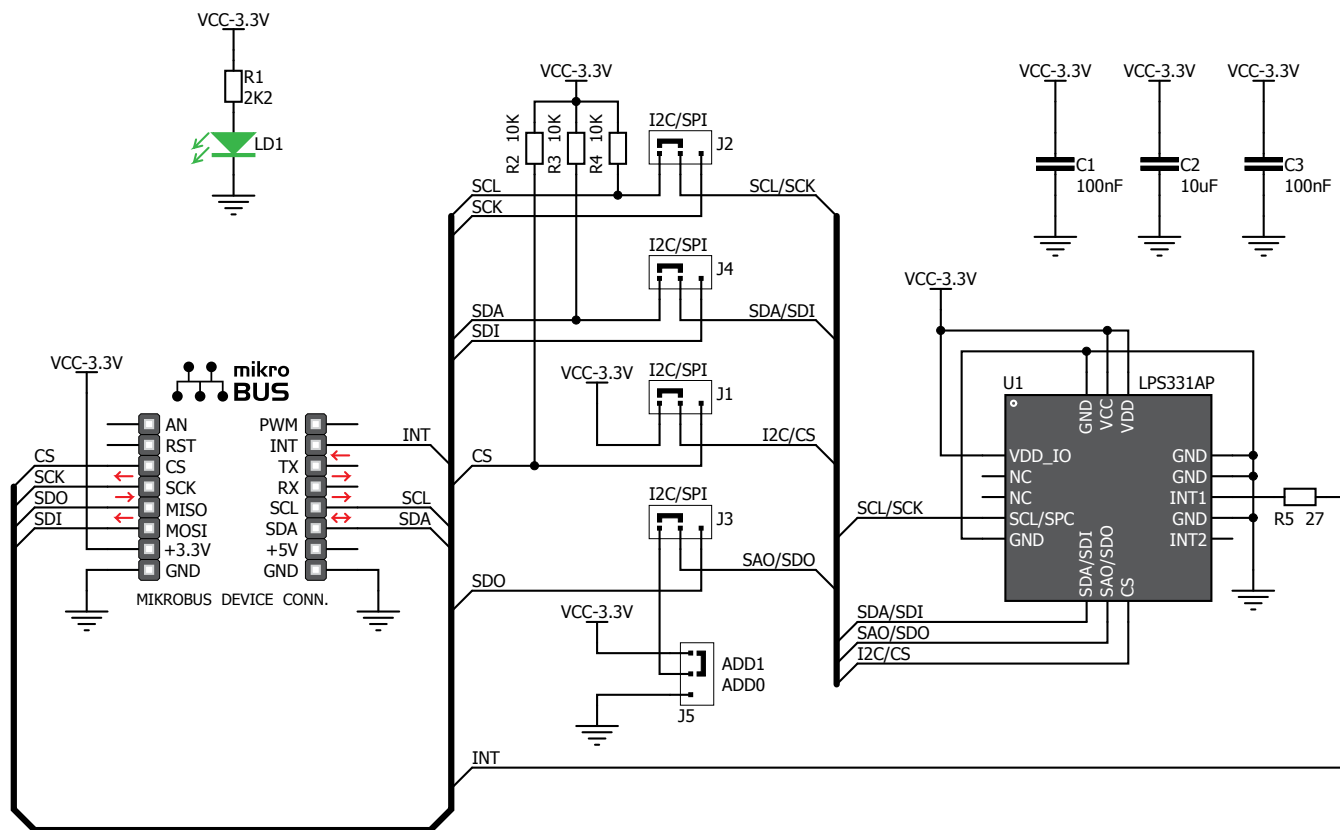 VCC-3.3V
R1
2K2
LD1
VCC-3.3V
R2 10K
R3 10K
R4 10K
I2C/SPI
J2
SCL
SCK
SCL/SCK
I2C/SPI
J4
SDA
SDI
SDA/SDI
VCC-3.3V
I2C/SPI
J1
CS
I2C/CS
I2C/SPI
J3
SDO
SAO/SDO
VCC-3.3V
ADD1
ADD0
J5
INT
VCC-3.3V
C1
100nF
VCC-3.3V
C2
10uF
VCC-3.3V
C3
100nF
VCC-3.3V
mikro
BUS
AN
RST
CS
SCK
MISO
MOSI
+3.3V
GND
PWM
INT
TX
RX
SCL
SDA
+5V
GND
CS
SCK
SDO
SDI
INT
SCL
SDA
MIKROBUS DEVICE CONN.
VCC-3.3V
U1
LPS331AP
GND
VCC
VDD
VDD_IO
NC
NC
SCL/SPC
GND
GND
GND
INT1
GND
INT2
SDA/SDI
SAO/SDO
CS
SCL/SCK
R5 27
SDA/SDI
SAO/SDO
I2C/CS